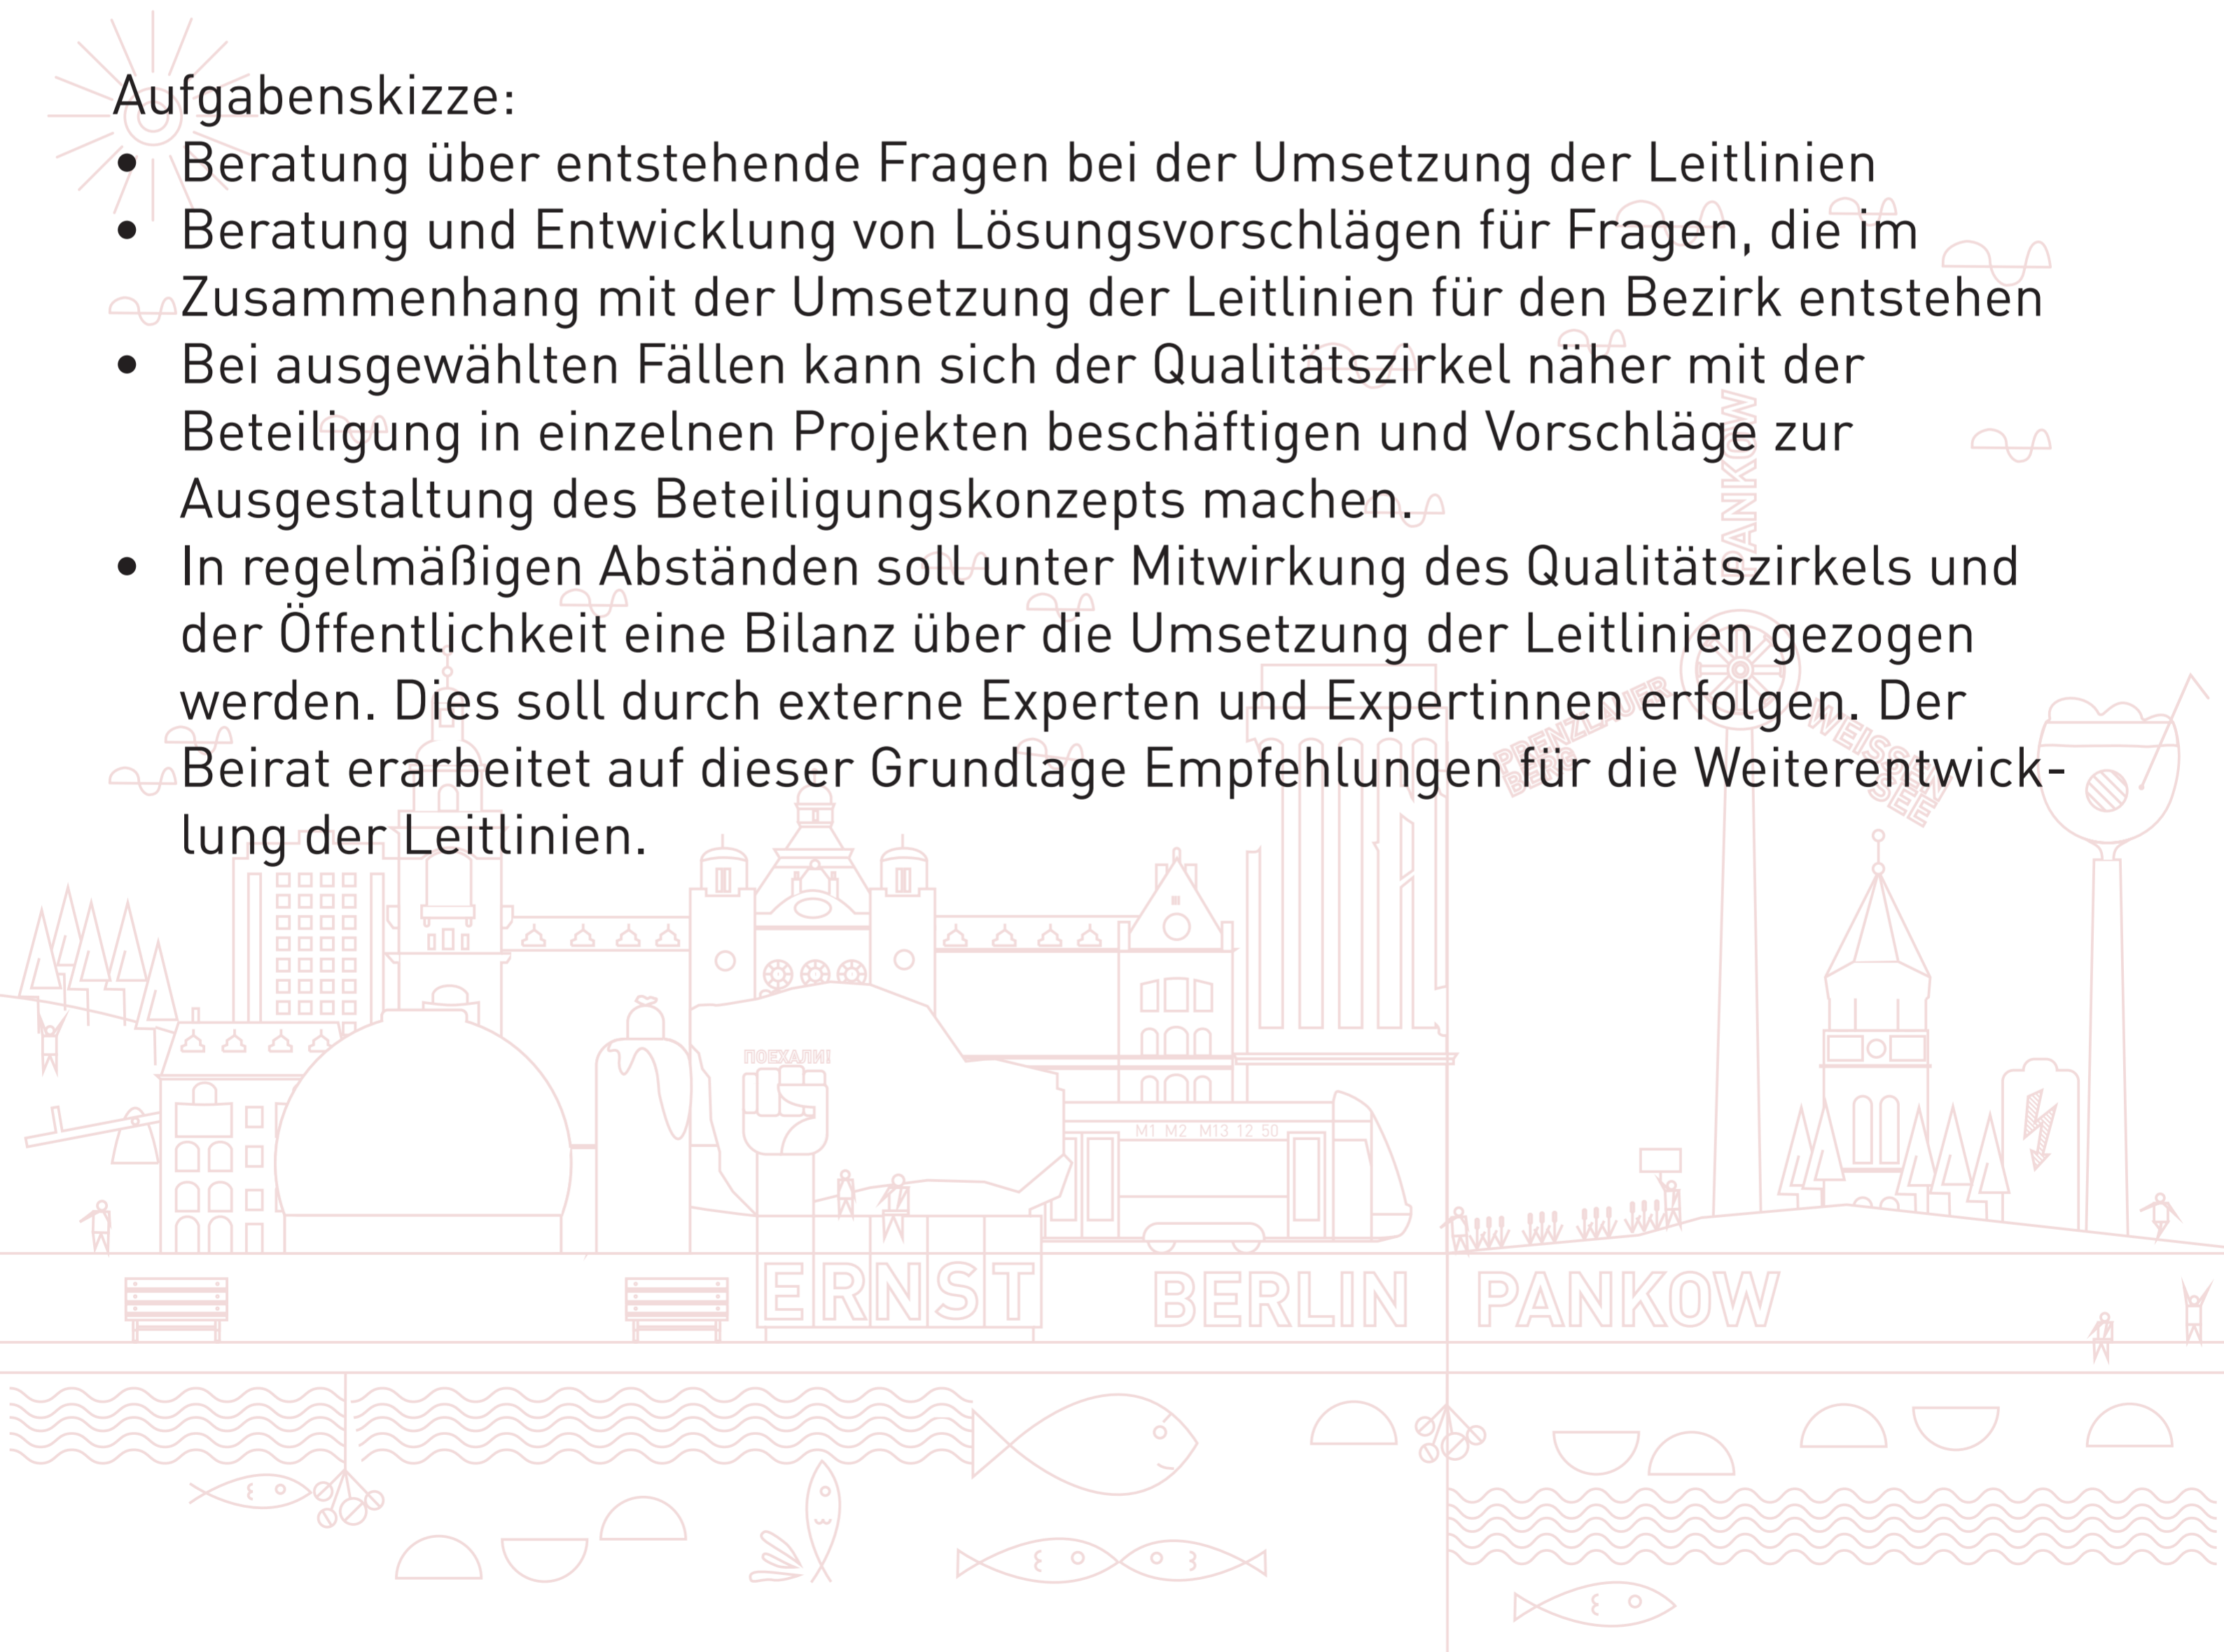 Aufgabenskizze:
• Beratung über entstehende Fragen bei der Umsetzung der Leitlinien
• Beratung und Entwicklung von Lösungsvorschlägen für Fragen, die im
Zusammenhang mit der Umsetzung der Leitlinien für den Bezirk entstehen
• Bei ausgewählten Fällen kann sich der Qualitätszirkel näher mit der
Beteiligung in einzelnen Projekten beschäftigen und Vorschläge zur
Ausgestaltung des Beteiligungskonzepts machen.
• In regelmäßigen Abständen soll unter Mitwirkung des Qualitätszirkels und
der Öffentlichkeit eine Bilanz über die Umsetzung der Leitlinien gezogen
werden. Dies soll durch externe Experten und Expertinnen erfolgen. Der
Beirat erarbeitet auf dieser Grundlage Empfehlungen für die Weiterentwick-
lung der Leitlinien.
PANKOW
PRENZLAUER
BERG
WEISSEN
SEE
ПОЕХАЛИ!
M1 M2 M13 12 50
ERNST BERLIN PANKOW